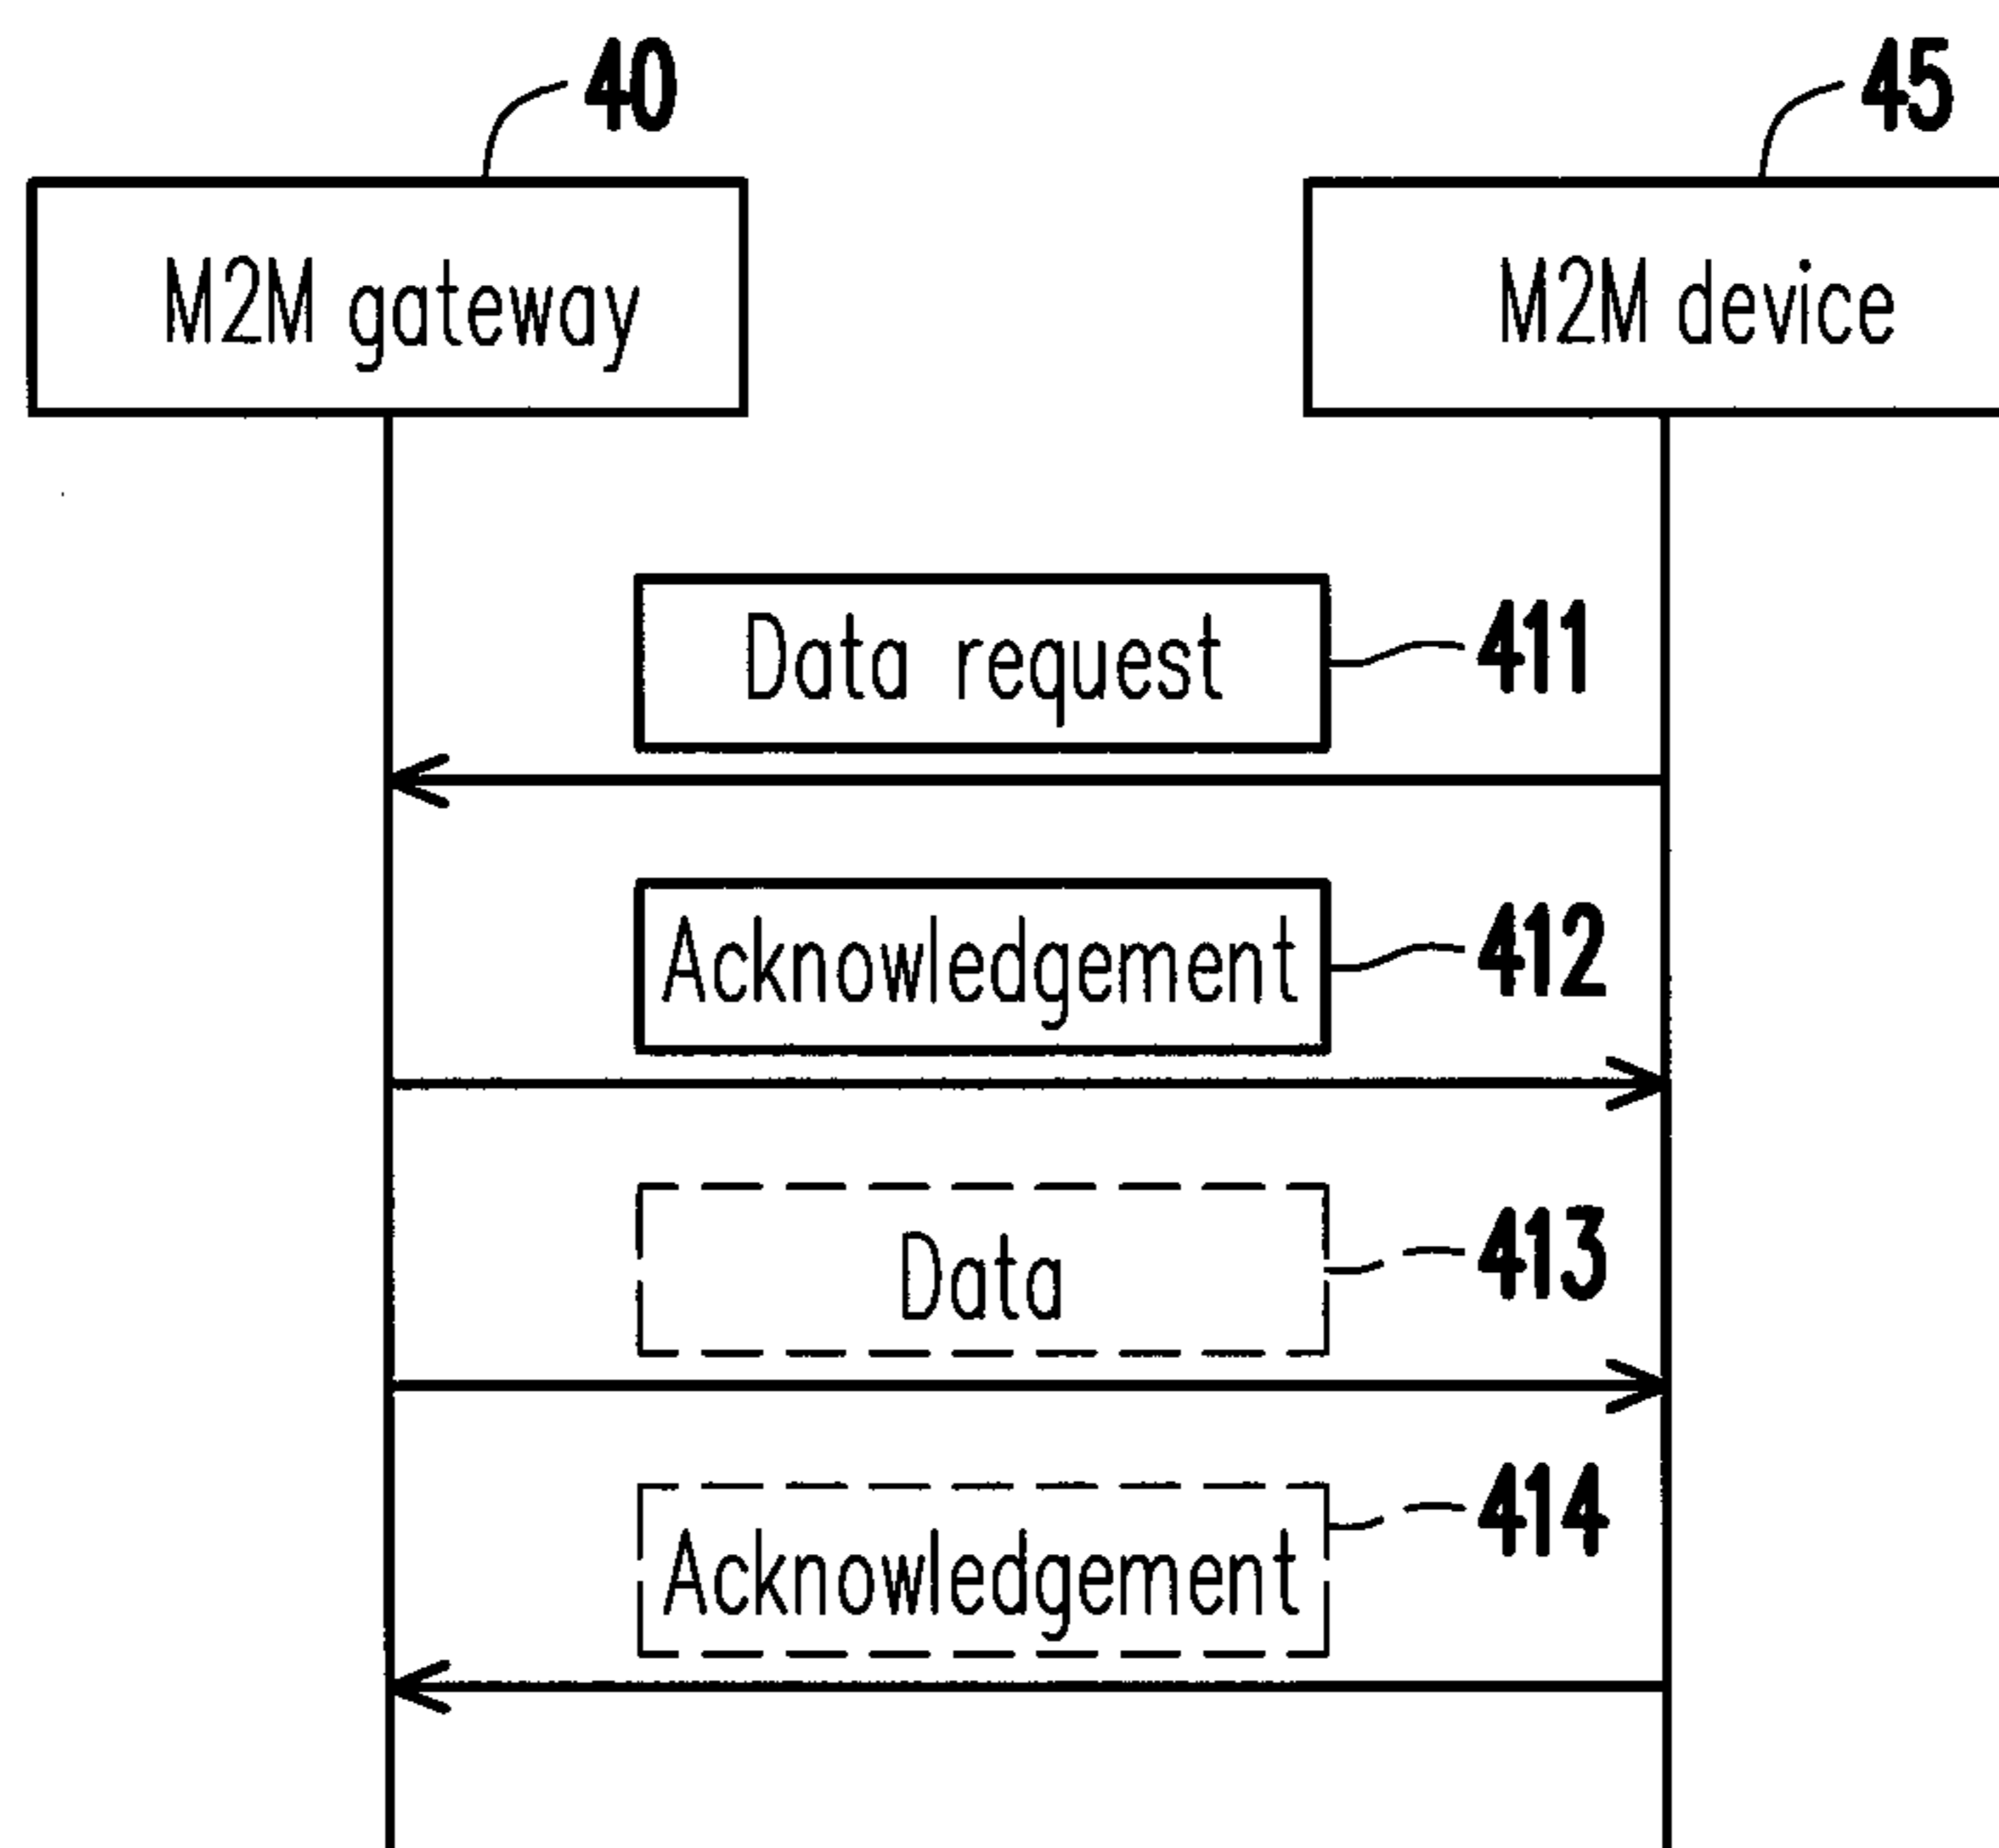 40
45
M2M gateway
M2M device
Data request
411
Acknowledgement
412
Data
413
Acknowledgement
414